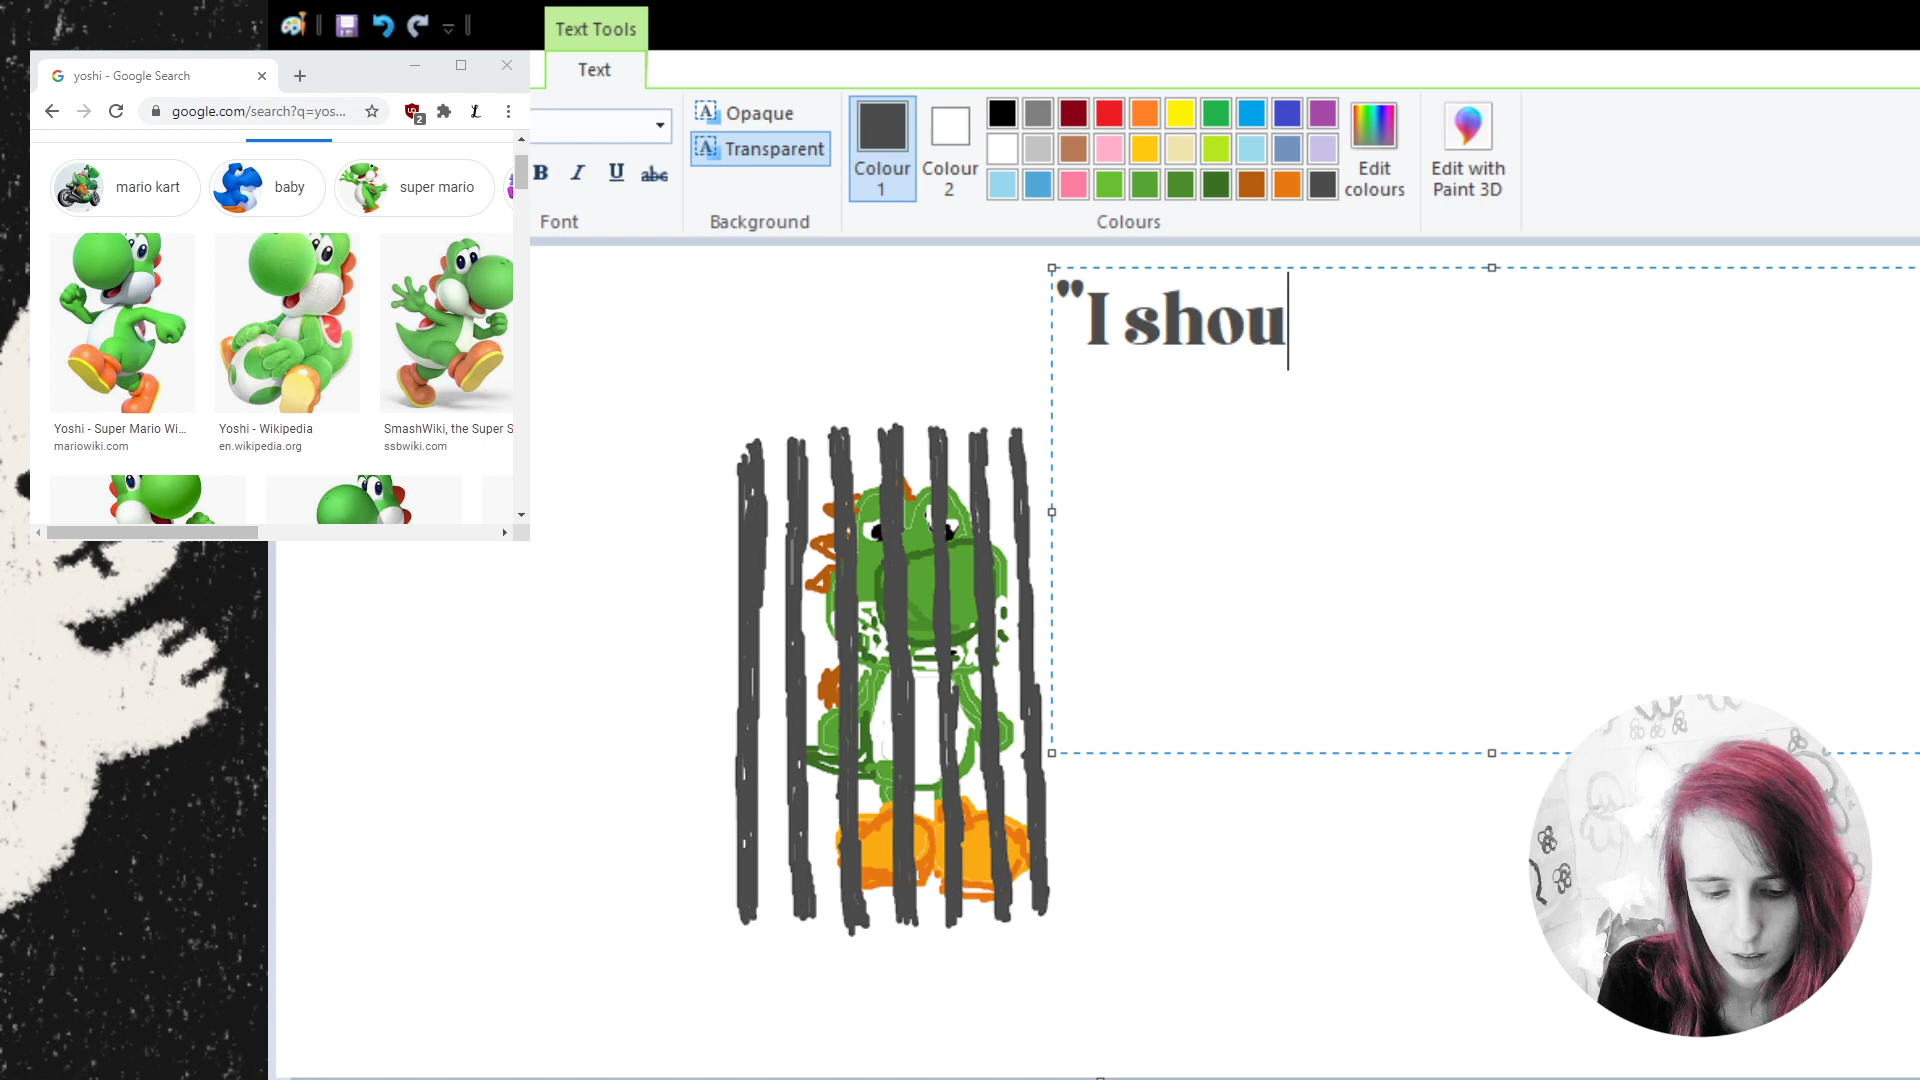 Text Tools
yoshi - Google Search
Text
google.com/search?q=yos...
2
Opaque
Transparent
B I U abc
Colour 1
Colour 2
Edit colours
Edit with Paint 3D
Font
Background
Colours
mario kart
baby
super mario
Yoshi - Super Mario Wi...
mariowiki.com
Yoshi - Wikipedia
en.wikipedia.org
SmashWiki, the Super S
ssbwiki.com
"I shou